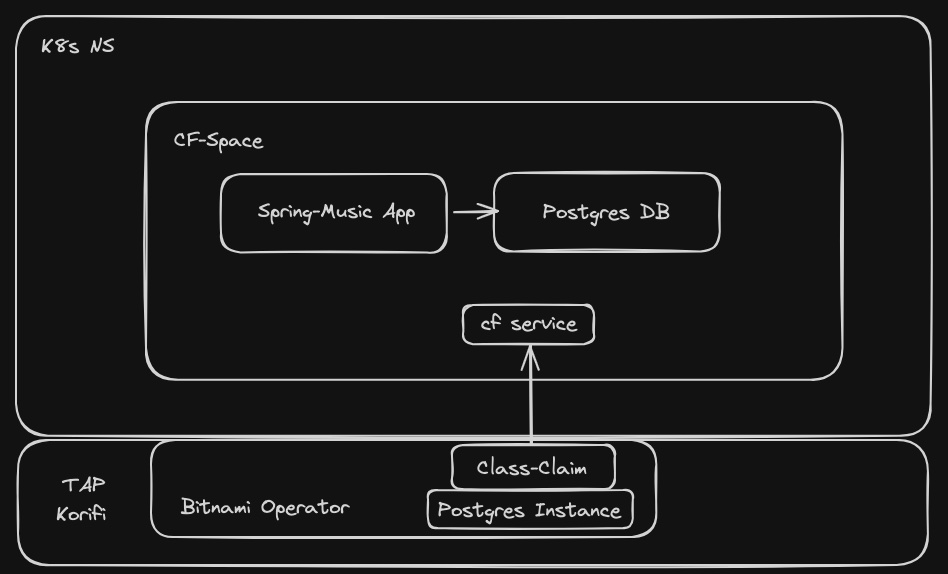 K8s NS
CF-Space
Spring-Music App
Postgres DB
cf service
Class-Claim
TAP
Korifi
Bitnami Operator
Postgres Instance